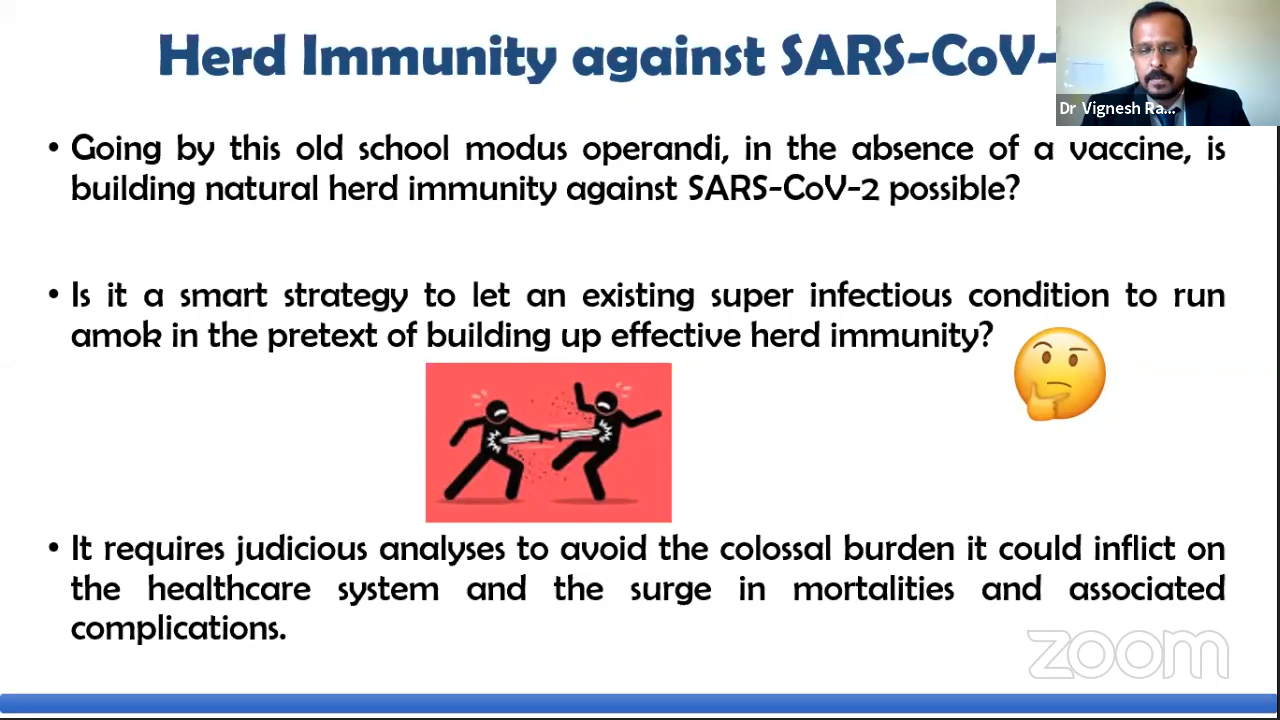 Herd Immunity against SARS-CoV-
Dr Vignesh Ra...
• Going by this old school modus operandi, in the absence of a vaccine, is
building natural herd immunity against SARS-CoV-2 possible?
• Is it a smart strategy to let an existing super infectious condition to run
amok in the pretext of building up effective herd immunity?
• It requires judicious analyses to avoid the colossal burden it could inflict on
the healthcare system and the surge in mortalities and associated
complications.
zoom